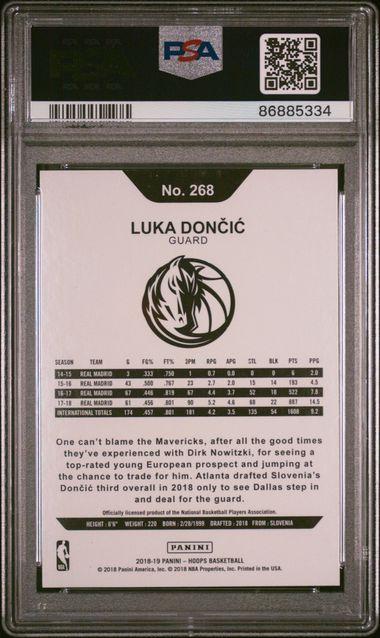 PSA
86885334
No. 268
LUKA DONČIĆ
GUARD
SEASON TEAM G FG% FT% 3PM RPG APG STL BLK PTS PPG
14-15 REAL MADRID 3 .333 .750 1 0.7 0.0 0 0 6 2.0
15-16 REAL MADRID 43 .500 .767 23 2.7 2.0 15 14 193 4.5
16-17 REAL MADRID 67 .446 .819 67 4.4 3.7 52 18 522 7.8
17-18 REAL MADRID 61 .456 .801 90 5.2 4.6 68 22 887 14.5
INTERNATIONAL TOTALS 174 .457 .801 181 4.2 3.5 135 54 1608 9.2
One can't blame the Mavericks, after all the good times
they've experienced with Dirk Nowitzki, for seeing a
top-rated young European prospect and jumping at
the chance to trade for him. Atlanta drafted Slovenia's
Dončić third overall in 2018 only to see Dallas step in
and deal for the guard.
Officially licensed product of the National Basketball Players Association.
HEIGHT: 6'6" WEIGHT: 220 BORN: 2/28/1999 DRAFTED: 2018 FROM: SLOVENIA
PANINI
2018-19 PANINI – HOOPS BASKETBALL
© 2018 Panini America, Inc. © 2018 NBA Properties, Inc. Printed in the USA.
NBA